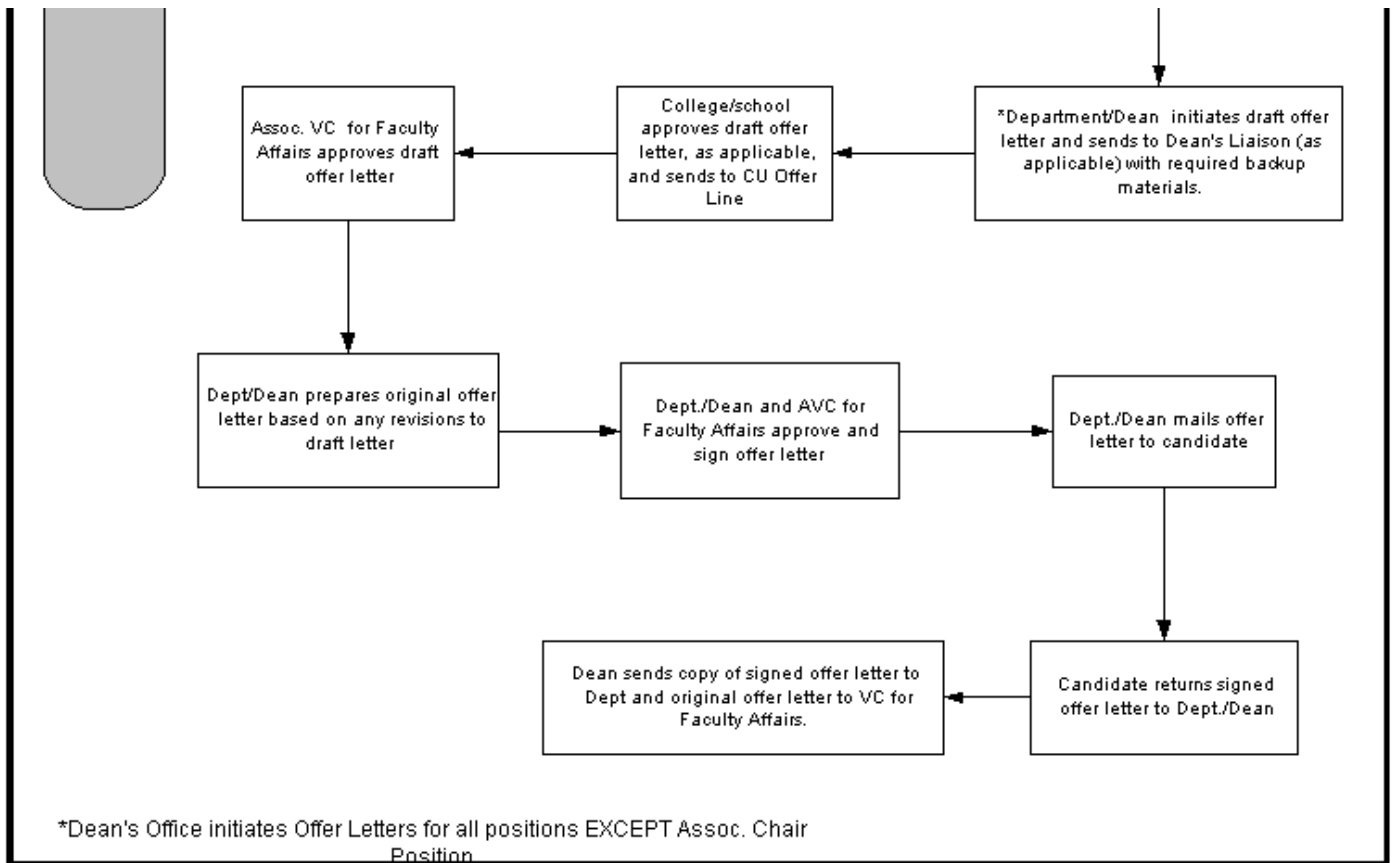 *Department/Dean initiates draft offer
letter and sends to Dean's Liaison (as
applicable) with required backup
materials.
College/school
approves draft offer
letter, as applicable,
and sends to CU Offer
Line
Assoc. VC for Faculty
Affairs approves draft
offer letter
Dept/Dean prepares original offer
letter based on any revisions to
draft letter
Dept./Dean and AVC for
Faculty Affairs approve and
sign offer letter
Dept./Dean mails offer
letter to candidate
Candidate returns signed
offer letter to Dept./Dean
Dean sends copy of signed offer letter to
Dept and original offer letter to VC for
Faculty Affairs.
*Dean's Office initiates Offer Letters for all positions EXCEPT Assoc. Chair
Position